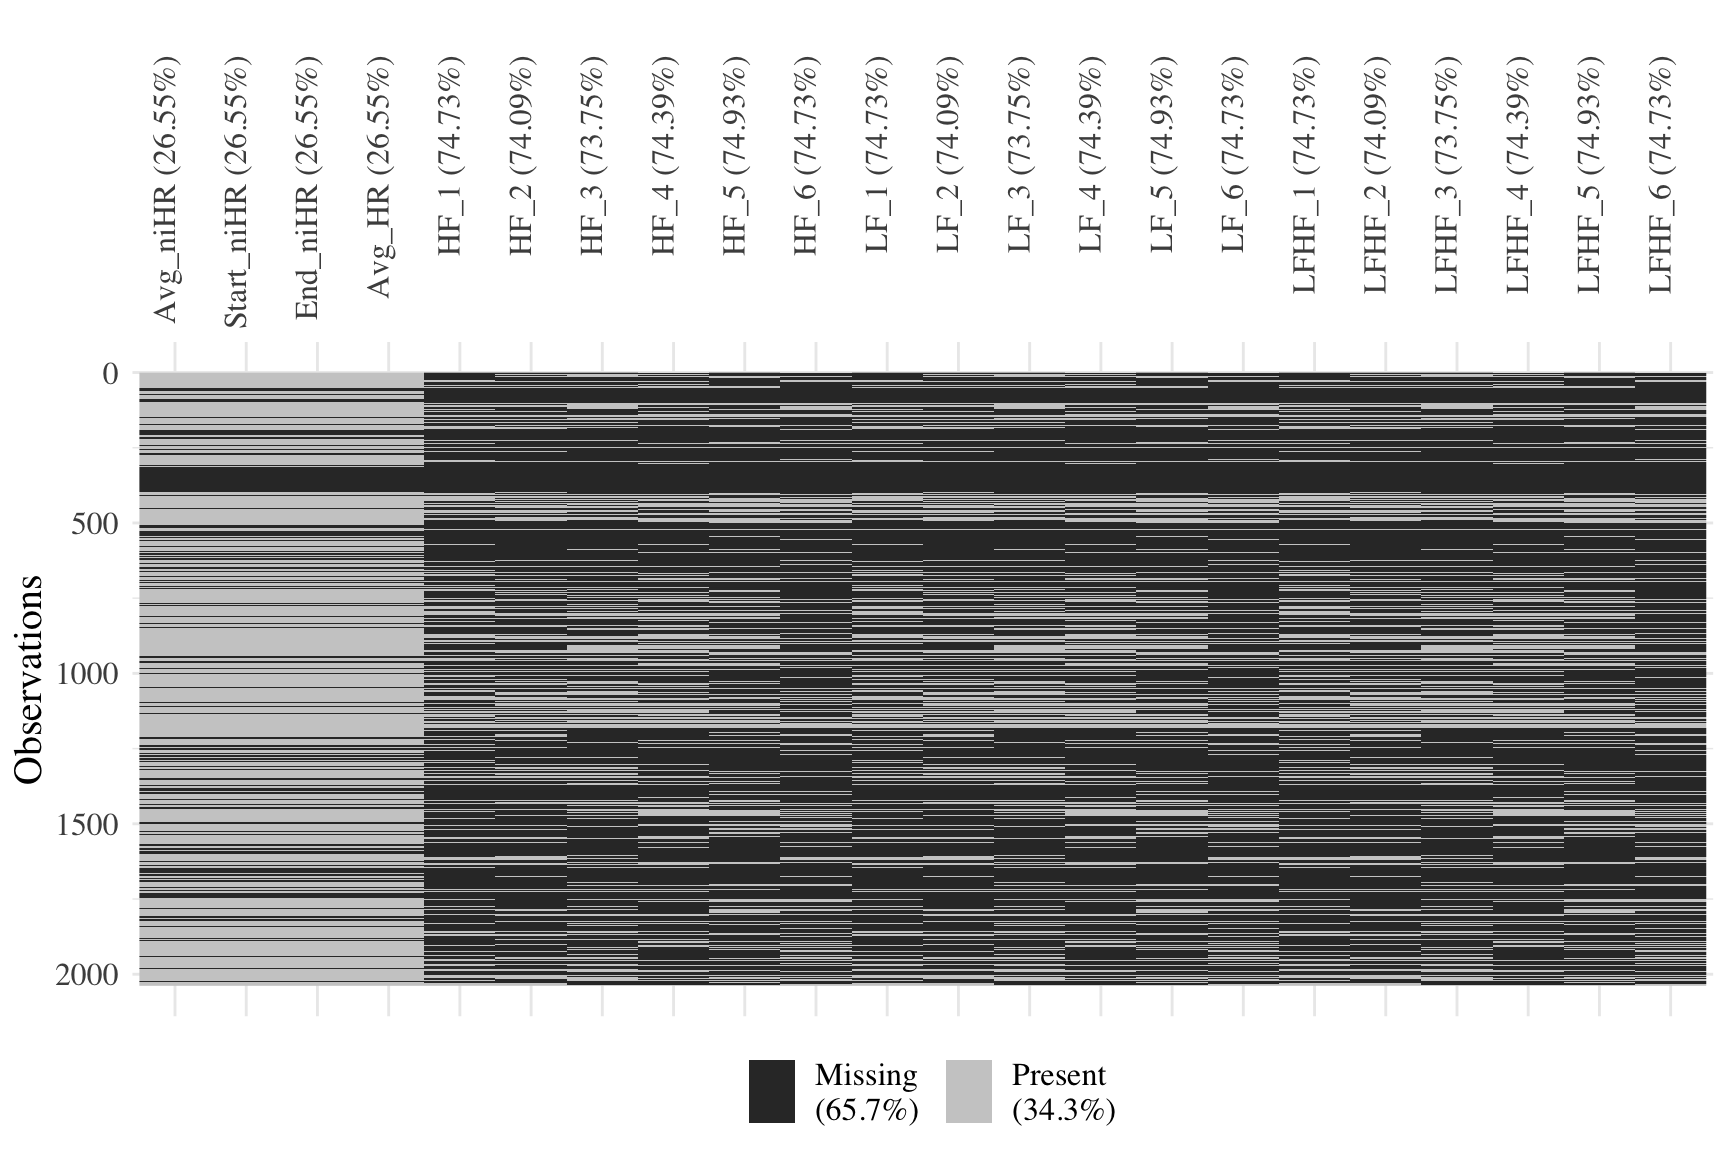 Avg_niHR (26.55%)
Start_niHR (26.55%)
End_niHR (26.55%)
Avg_HR (26.55%)
HF_1 (74.73%)
HF_2 (74.09%)
HF_3 (73.75%)
HF_4 (74.39%)
HF_5 (74.93%)
HF_6 (74.73%)
LF_1 (74.73%)
LF_2 (74.09%)
LF_3 (73.75%)
LF_4 (74.39%)
LF_5 (74.93%)
LF_6 (74.73%)
LFHF_1 (74.73%)
LFHF_2 (74.09%)
LFHF_3 (73.75%)
LFHF_4 (74.39%)
LFHF_5 (74.93%)
LFHF_6 (74.73%)
0
500
1000
1500
2000
Observations
Missing
(65.7%)
Present
(34.3%)